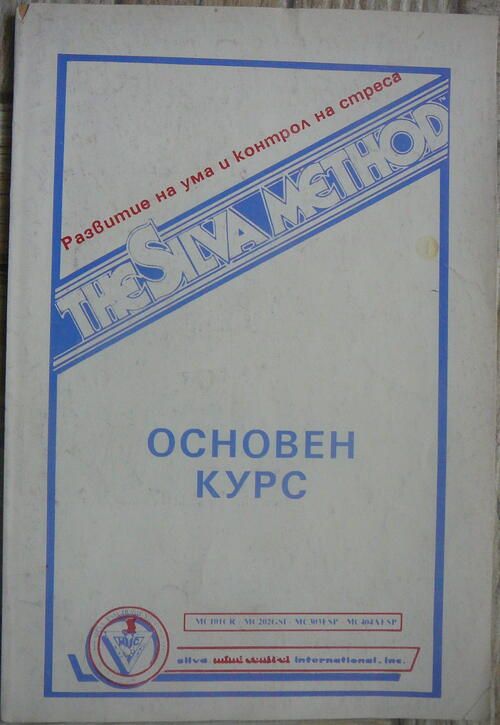 Развитие на ума и контрол на стреса
THE SILVA METHOD™
ОСНОВЕН
КУРС
MC101CR - MC202GSI - MC303ESP - MC404AESP
silva mind control international, inc.